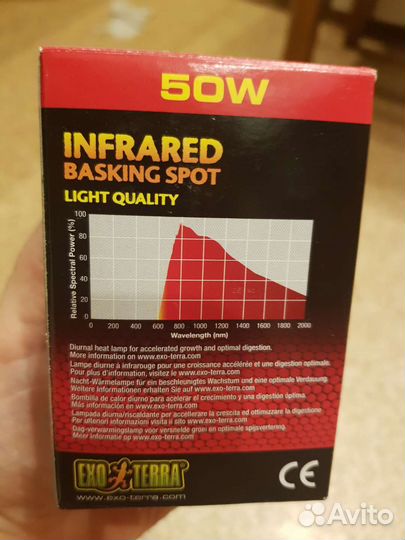 50W
INFRARED
BASKING SPOT
LIGHT QUALITY
Relative Spectral Power (%)
100
80
60
40
20
0
0 200 400 600 800 1000 1200 1400 1600 1800 2000
Wavelength (nm)
Diurnal heat lamp for accelerated growth and optimal digestion.
More information on www.exo-terra.com
Lampe diurne à infrarouge pour une croissance accélérée et une digestion optimale.
Pour plus d'information, visitez le www.exo-terra.com
Nacht-Wärmelampe für ein beschleunigtes Wachstum und eine optimale Verdauung.
Weitere Informationen erhalten Sie auf www.exo-terra.com
Bombilla de calor diurno para acelerar el crecimiento y una digestión optima.
Más información en www.exo-terra.com
Lampada diurna/riscaldante per accellerare la crescita ed ottimizzare la digestione
Per ulteriori informazioni visita il sito www.exo-terra.com
Dag-verwarmingslamp voor versnelde groei en optimale spijsvertering.
Meer informatie op www.exo-terra.com
EXO TERRA
www.exo-terra.com
CE
Avito